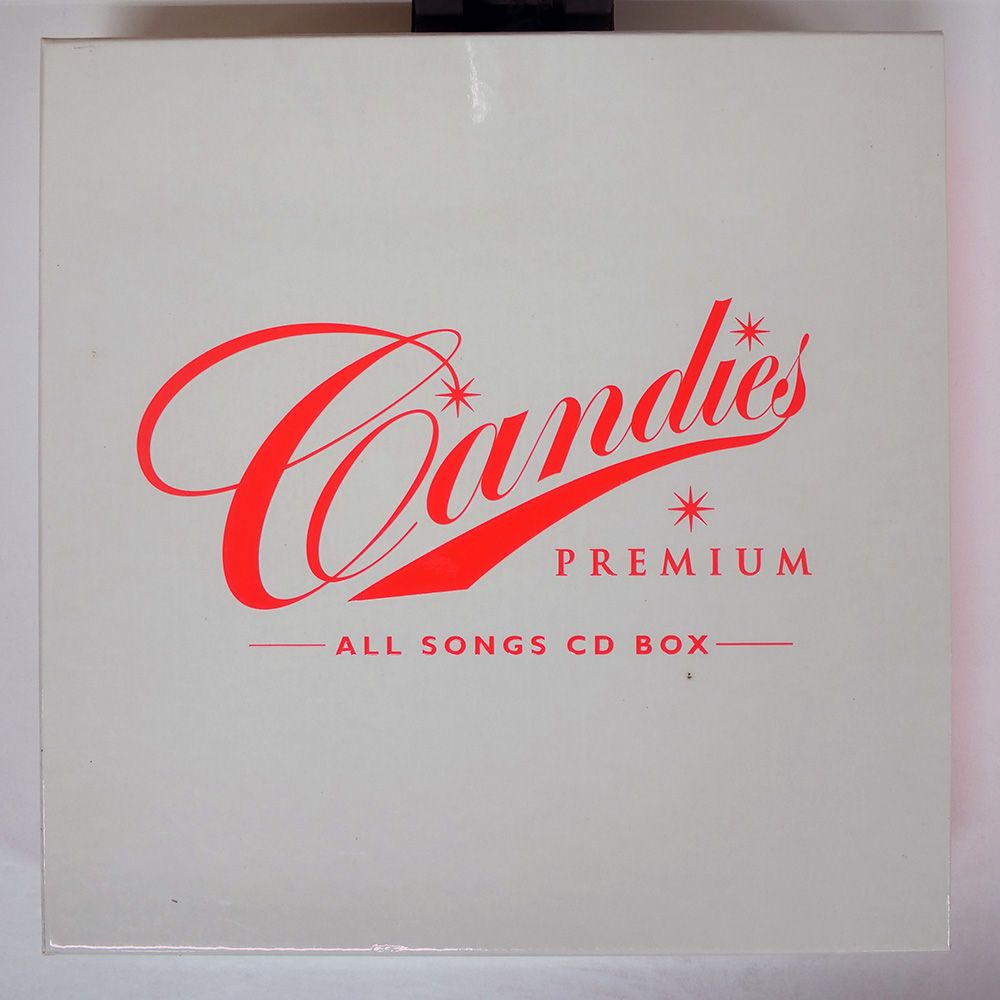 Candies
PREMIUM
ALL SONGS CD BOX